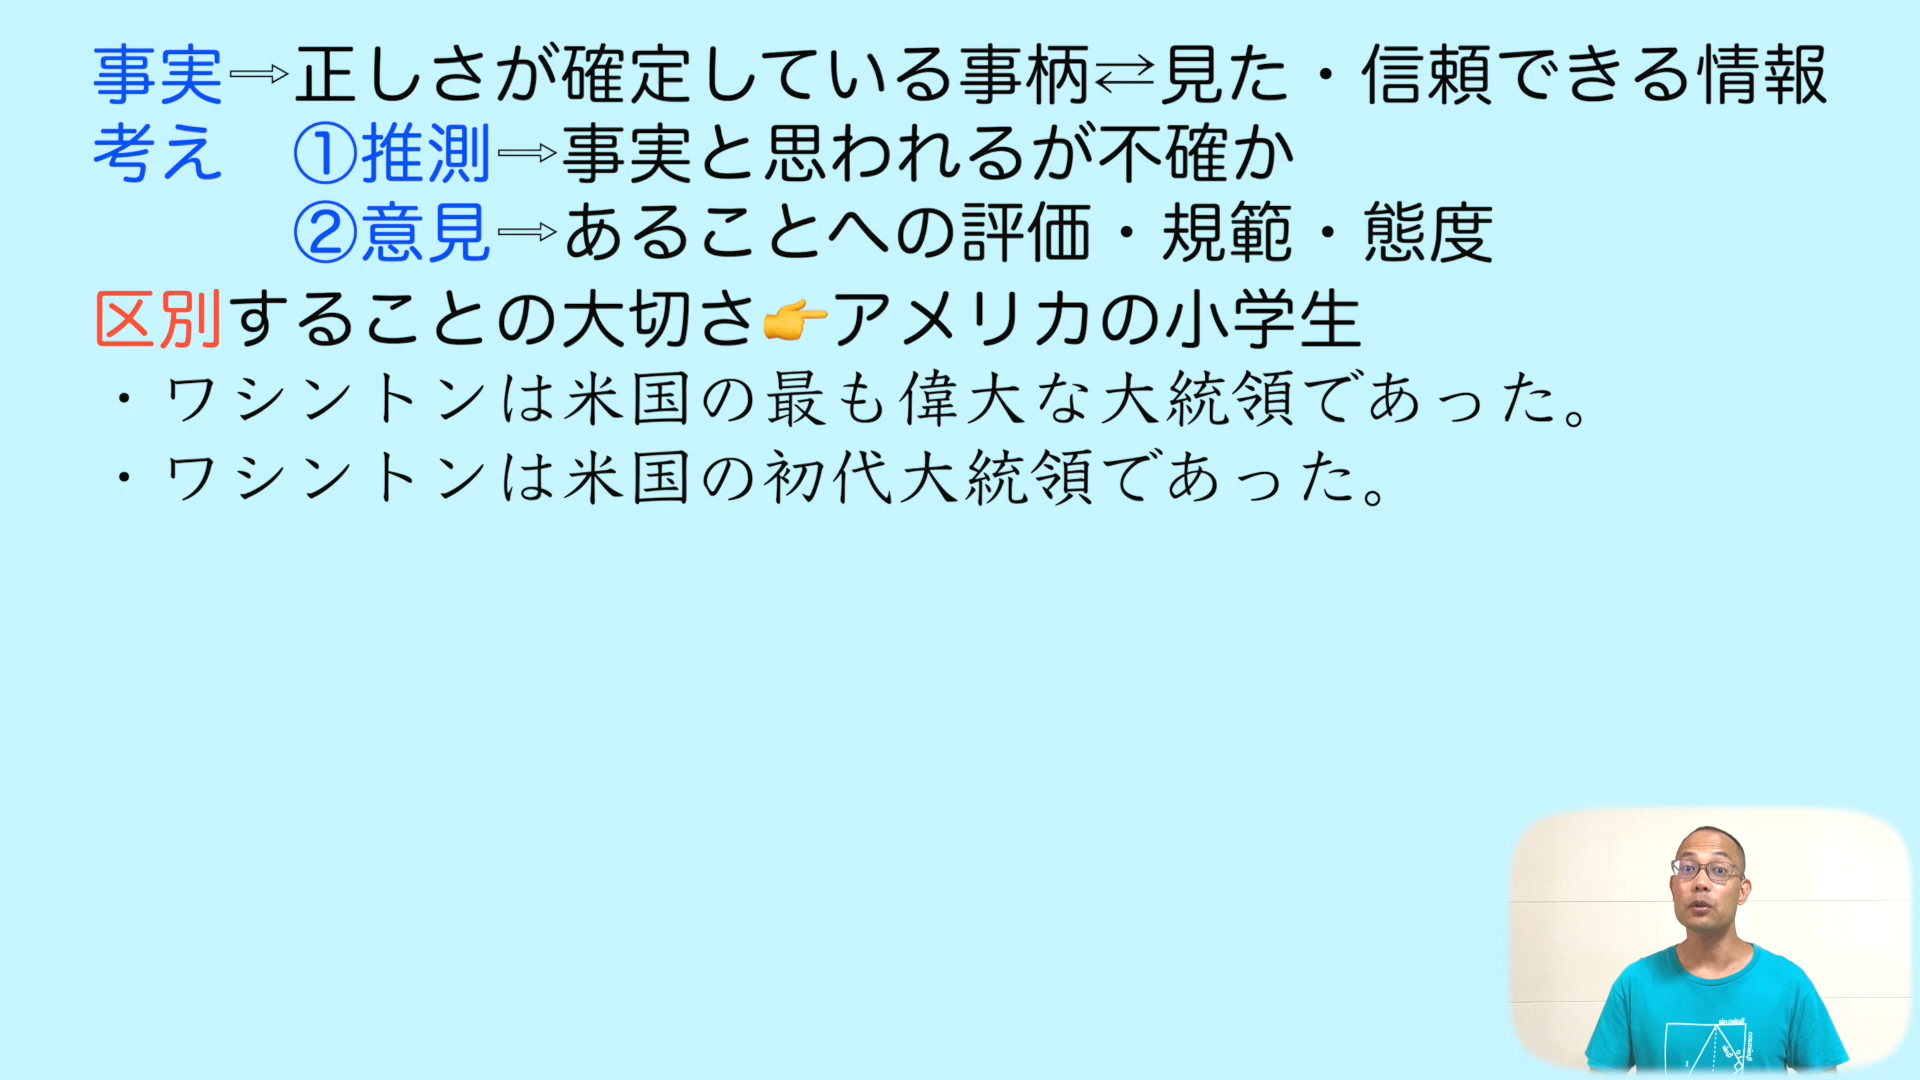 事実⇨正しさが確定している事柄⇄見た・信頼できる情報
考え　①推測⇨事実と思われるが不確か
②意見⇨あることへの評価・規範・態度
区別することの大切さ👉アメリカの小学生
・ワシントンは米国の最も偉大な大統領であった。
・ワシントンは米国の初代大統領であった。